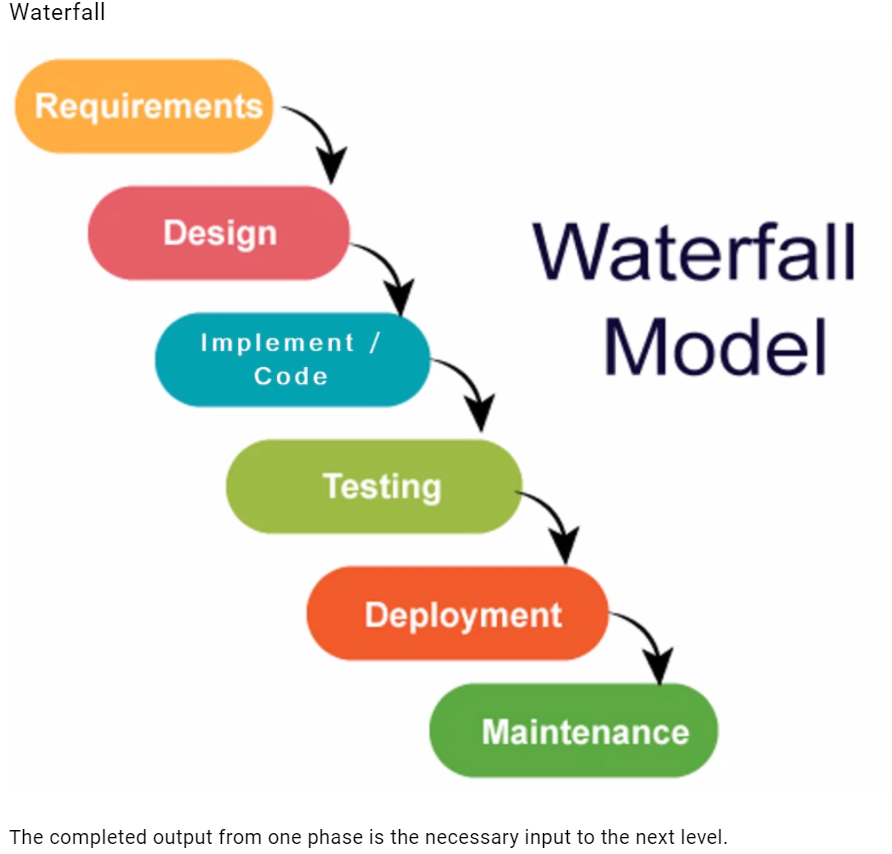 Waterfall
Requirements
Design
Waterfall
Model
Implement /
Code
Testing
Deployment
Maintenance
The completed output from one phase is the necessary input to the next level.